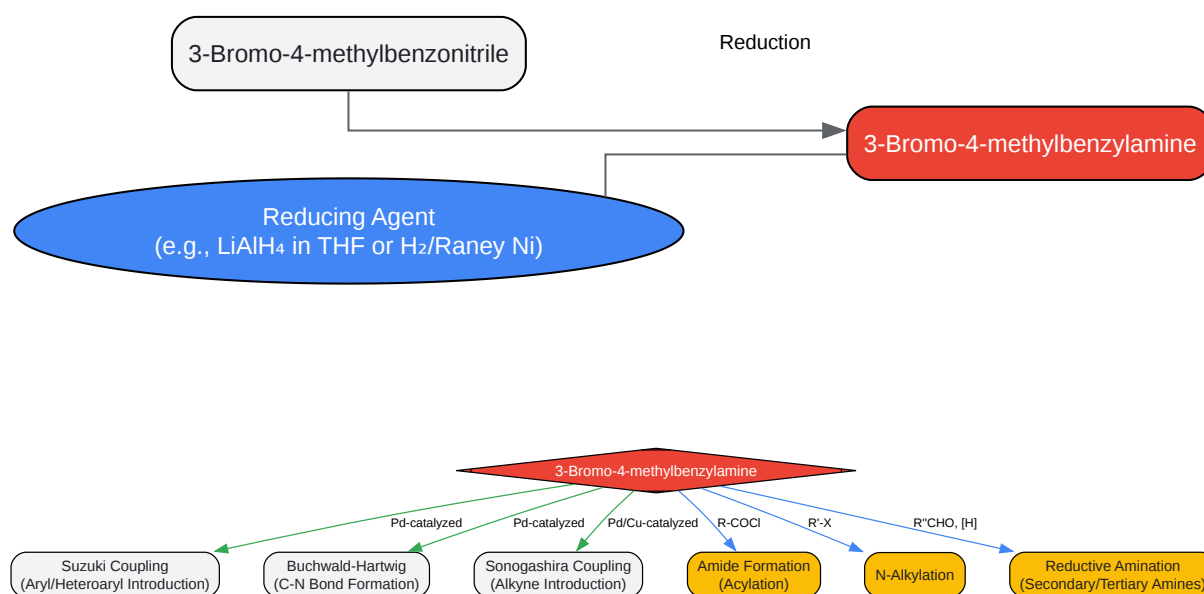 3-Bromo-4-methylbenzonitrile
Reduction
3-Bromo-4-methylbenzylamine
Reducing Agent
(e.g., LiAlH₄ in THF or H₂/Raney Ni)
3-Bromo-4-methylbenzylamine
Pd-catalyzed
Pd-catalyzed
Pd/Cu-catalyzed
R-COCl
R'-X
R''CHO, [H]
Suzuki Coupling
(Aryl/Heteroaryl Introduction)
Buchwald-Hartwig
(C-N Bond Formation)
Sonogashira Coupling
(Alkyne Introduction)
Amide Formation
(Acylation)
N-Alkylation
Reductive Amination
(Secondary/Tertiary Amines)